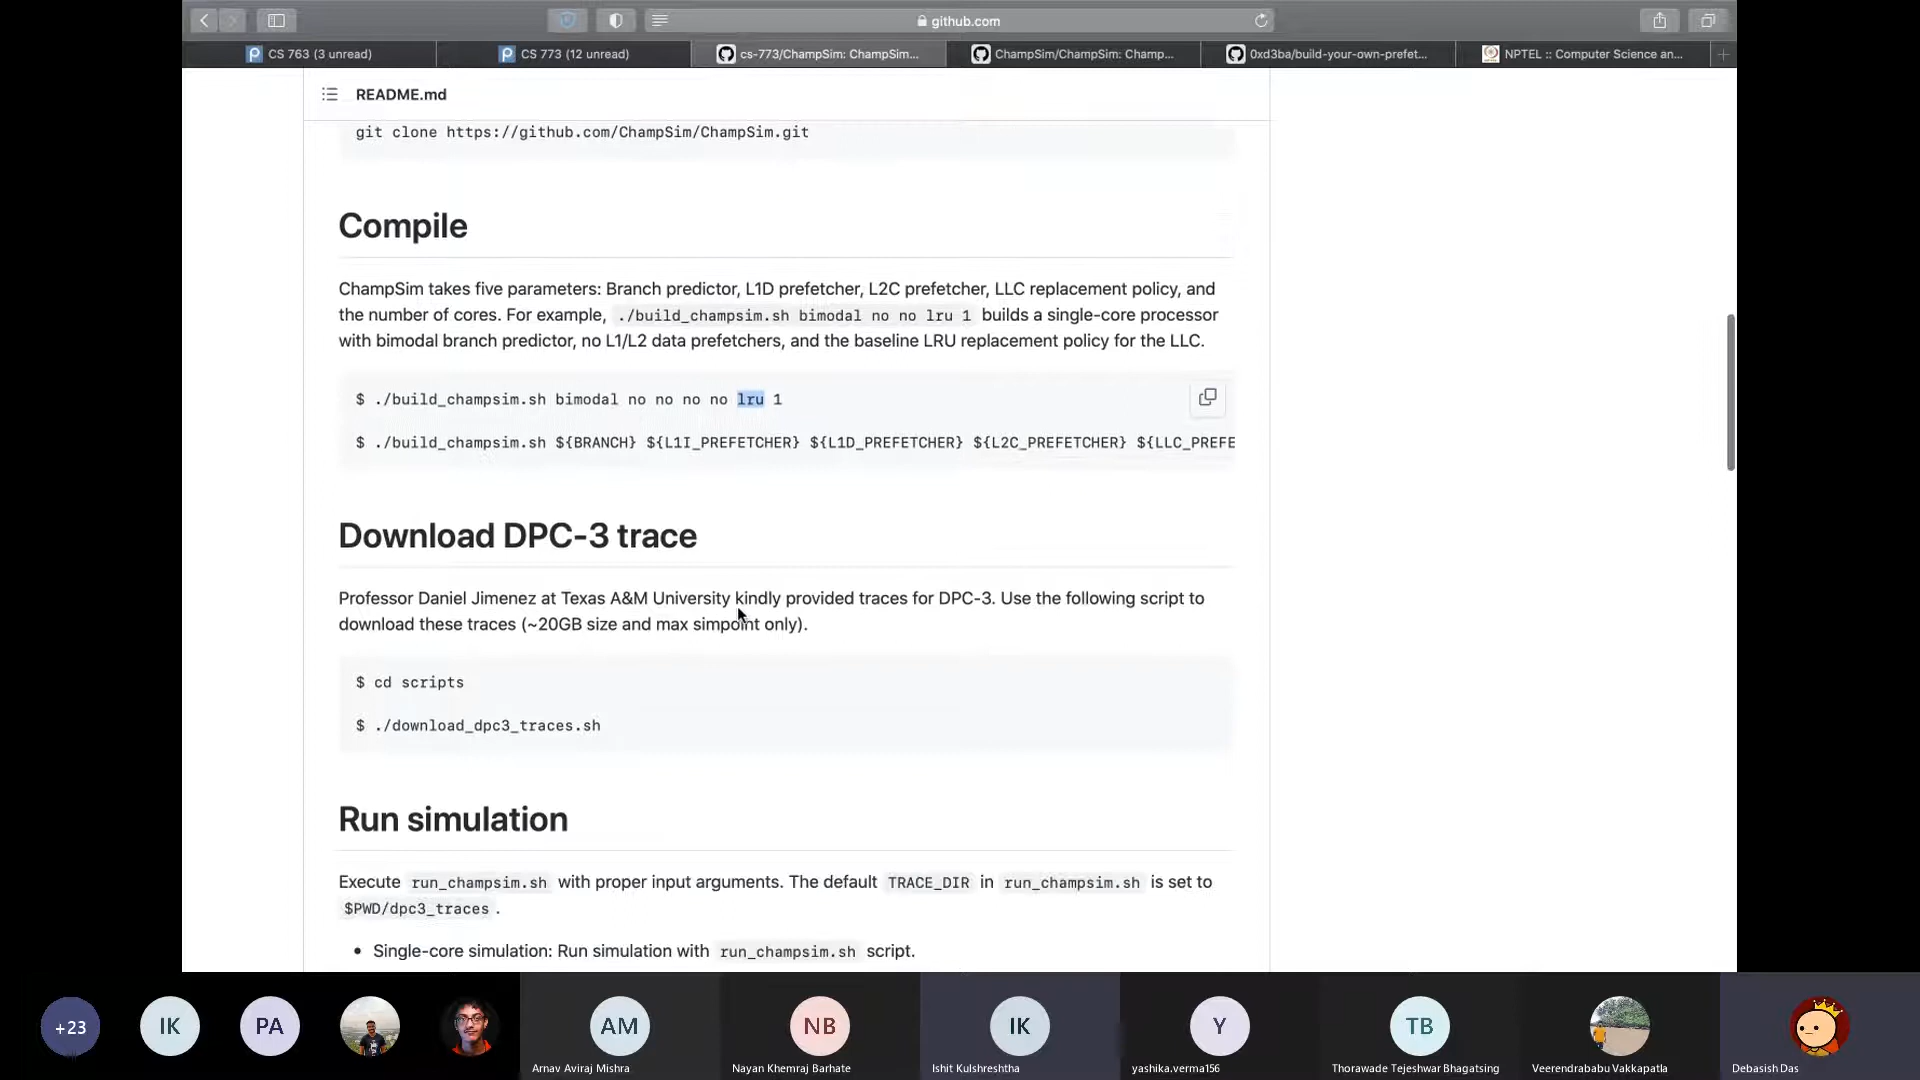 github.com
CS 763 (3 unread)
CS 773 (12 unread)
cs-773/ChampSim: ChampSim...
ChampSim/ChampSim: Champ...
0xd3ba/build-your-own-prefet...
NPTEL :: Computer Science an...
README.md
git clone https://github.com/ChampSim/ChampSim.git
Compile
ChampSim takes five parameters: Branch predictor, L1D prefetcher, L2C prefetcher, LLC replacement policy, and
the number of cores. For example, ./build_champsim.sh bimodal no no lru 1 builds a single-core processor
with bimodal branch predictor, no L1/L2 data prefetchers, and the baseline LRU replacement policy for the LLC.
$ ./build_champsim.sh bimodal no no no no lru 1
$ ./build_champsim.sh ${BRANCH} ${L1I_PREFETCHER} ${L1D_PREFETCHER} ${L2C_PREFETCHER} ${LLC_PREFE
Download DPC-3 trace
Professor Daniel Jimenez at Texas A&M University kindly provided traces for DPC-3. Use the following script to
download these traces (~20GB size and max simpoint only).
$ cd scripts
$ ./download_dpc3_traces.sh
Run simulation
Execute run_champsim.sh with proper input arguments. The default TRACE_DIR in run_champsim.sh is set to
$PWD/dpc3_traces .
• Single-core simulation: Run simulation with run_champsim.sh script.
+23
IK
PA
AM
NB
IK
Y
TB
Arnav Aviraj Mishra
Nayan Khemraj Barhate
Ishit Kulshreshtha
yashika.verma156
Thorawade Tejeshwar Bhagatsing
Veerendrababu Vakkapatla
Debasish Das